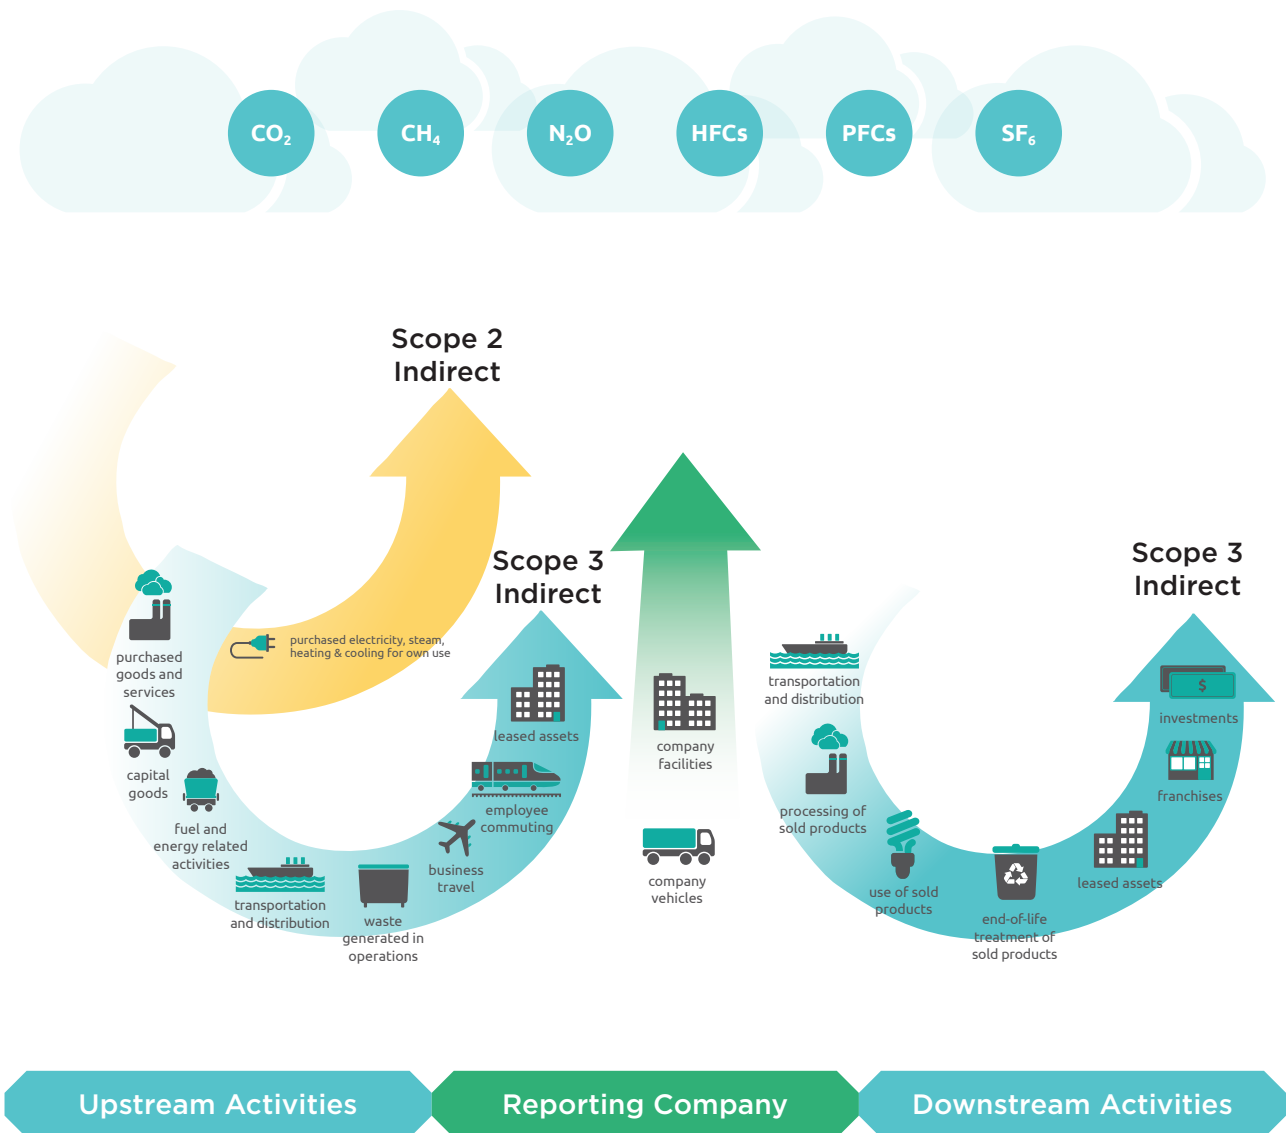 CO₂
CH₄
N₂O
HFCs
PFCs
SF₆
Scope 2
Indirect
purchased electricity, steam,
heating & cooling for own use
Scope 3
Indirect
purchased
goods and
services
capital
goods
fuel and
energy related
activities
transportation
and distribution
waste
generated in
operations
business
travel
employee
commuting
leased assets
company
facilities
company
vehicles
Scope 3
Indirect
transportation
and distribution
processing of
sold products
use of sold
products
end-of-life
treatment of
sold products
leased assets
franchises
$
investments
Upstream Activities
Reporting Company
Downstream Activities